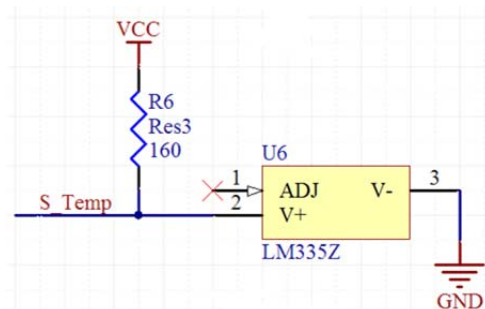 VCC
R6
Res3
160
U6
S_Temp
1
2
ADJ
V+
V-
3
LM335Z
GND